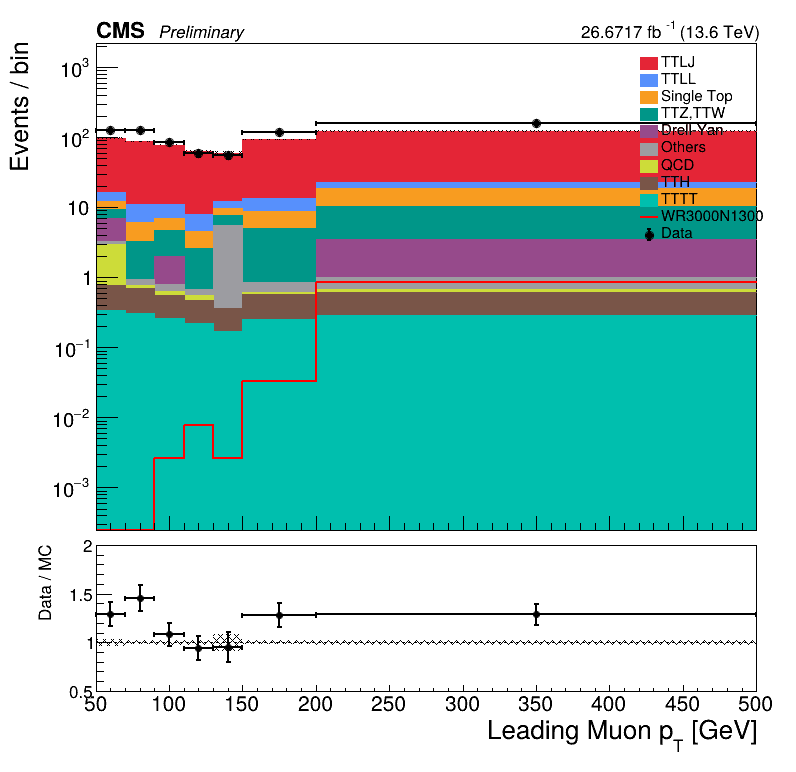 CMS Preliminary 26.6717 fb⁻¹ (13.6 TeV)
Events / bin
10³
10²
10
1
10⁻¹
10⁻²
10⁻³
TTLJ
TTLL
Single Top
TTZ,TTW
Drell-Yan
Others
QCD
TTH
TTTT
WR3000N1300
Data
Data / MC
2
1.5
1
0.5
50 100 150 200 250 300 350 400 450 500
Leading Muon p_T [GeV]